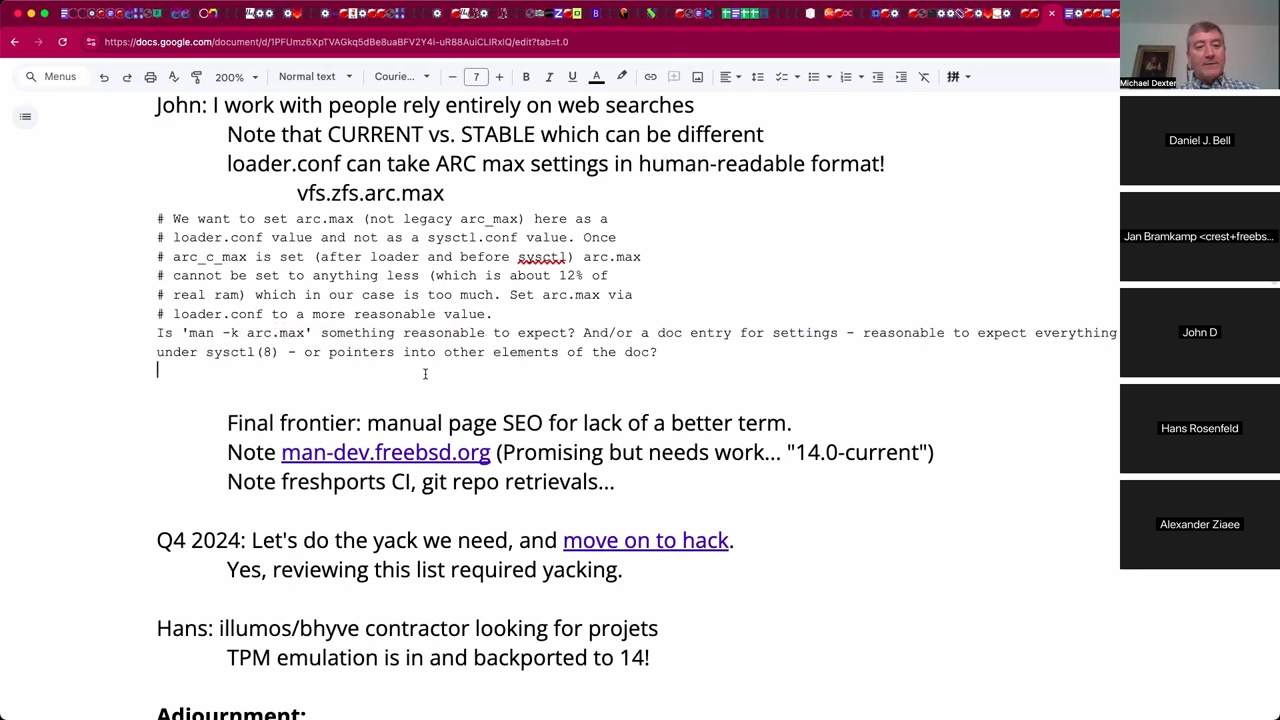 https://docs.google.com/document/d/1PFUmz6XpTVAGkq5dBe8uaBFV2Y4i-uR88AuiCLIRxIQ/edit?tab=t.0
Menus
200%
Normal text
Courie...
7
B I U A
Michael Dexter
Daniel J. Bell
Jan Bramkamp <crest+freebs...
John D
Hans Rosenfeld
Alexander Ziaee
John: I work with people rely entirely on web searches
Note that CURRENT vs. STABLE which can be different
loader.conf can take ARC max settings in human-readable format!
vfs.zfs.arc.max
# We want to set arc.max (not legacy arc_max) here as a
# loader.conf value and not as a sysctl.conf value. Once
# arc_c_max is set (after loader and before sysctl) arc.max
# cannot be set to anything less (which is about 12% of
# real ram) which in our case is too much. Set arc.max via
# loader.conf to a more reasonable value.
Is 'man -k arc.max' something reasonable to expect? And/or a doc entry for settings - reasonable to expect everything
under sysctl(8) - or pointers into other elements of the doc?
Final frontier: manual page SEO for lack of a better term.
Note man-dev.freebsd.org (Promising but needs work... "14.0-current")
Note freshports CI, git repo retrievals...
Q4 2024: Let's do the yack we need, and move on to hack.
Yes, reviewing this list required yacking.
Hans: illumos/bhyve contractor looking for projets
TPM emulation is in and backported to 14!
Adjournment: